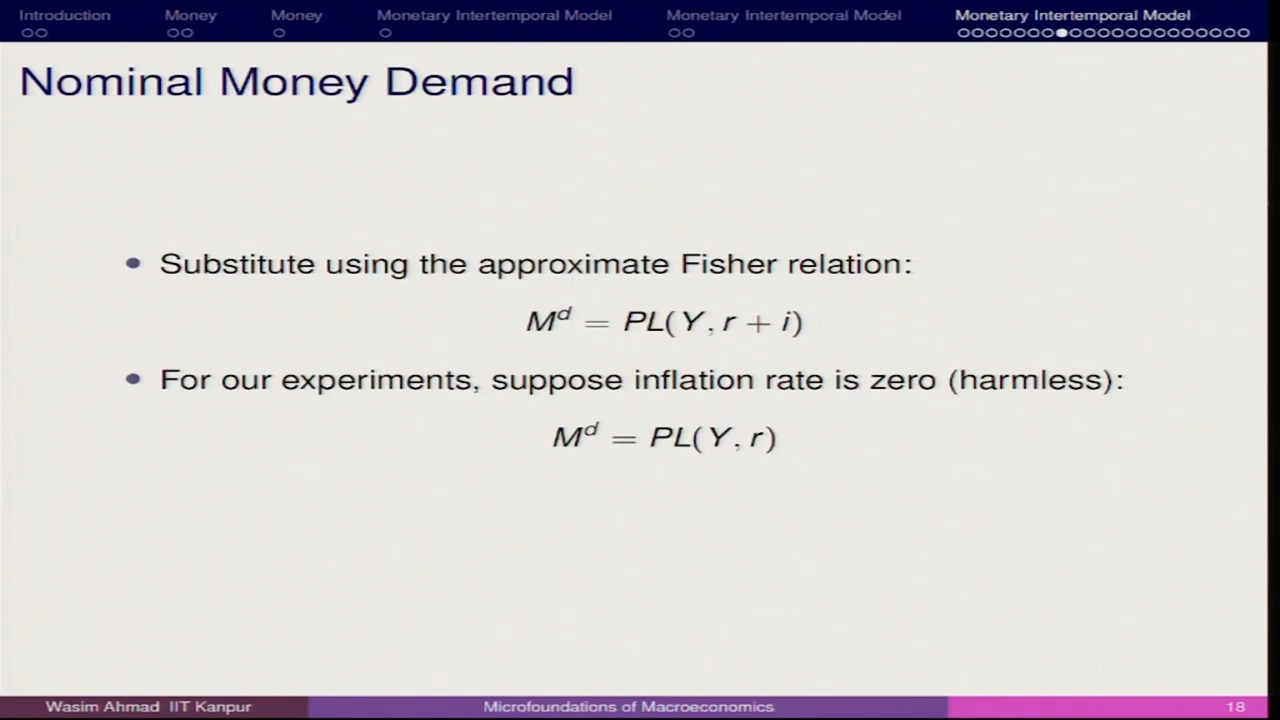 Introduction Money Money Monetary Intertemporal Model Monetary Intertemporal Model Monetary Intertemporal Model
Nominal Money Demand
• Substitute using the approximate Fisher relation:
M^d = PL(Y, r + i)
• For our experiments, suppose inflation rate is zero (harmless):
M^d = PL(Y, r)
Wasim Ahmad IIT Kanpur Microfoundations of Macroeconomics 18